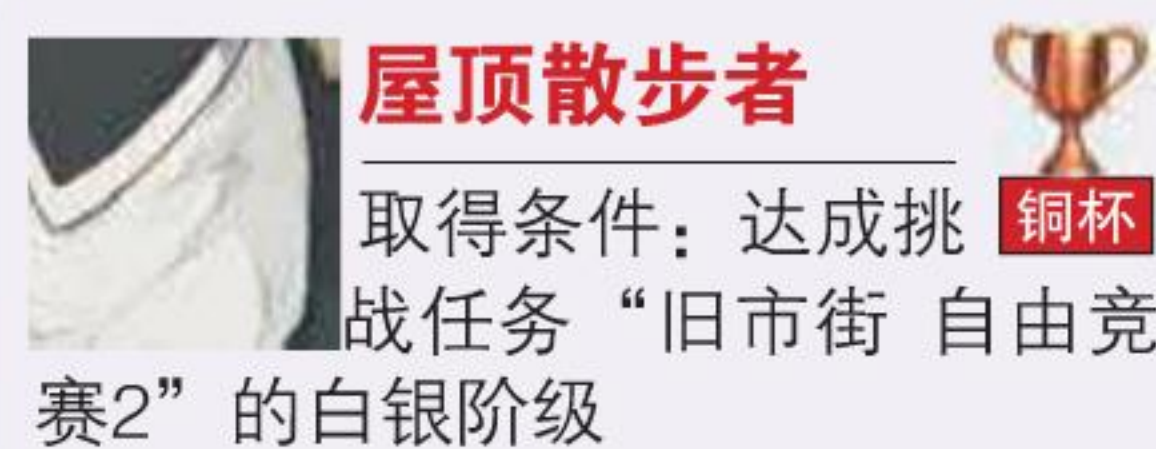 屋顶散步者
取得条件：达成挑
铜杯
战任务“旧市街 自由竞
赛2”的白银阶级